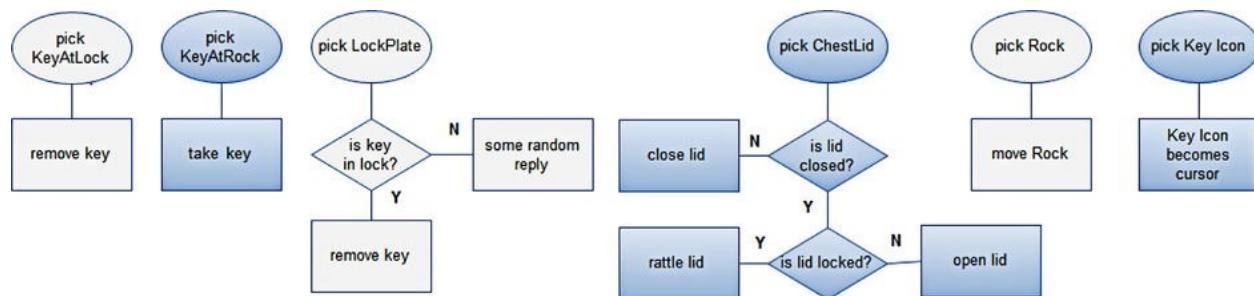 pick
KeyAtLock
remove key
pick
KeyAtRock
take key
pick LockPlate
is key
in lock?
N
some random
reply
Y
remove key
pick ChestLid
is lid
closed?
N
close lid
Y
is lid locked?
Y
rattle lid
N
open lid
pick Rock
move Rock
pick Key Icon
Key Icon
becomes
cursor